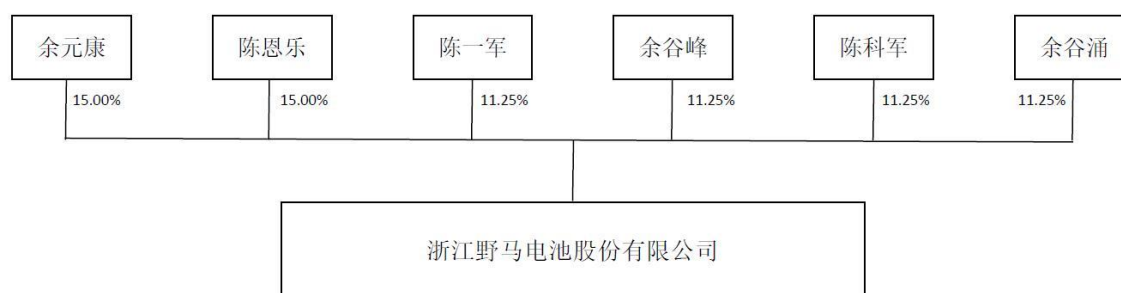 余元康
陈恩乐
陈一军
余谷峰
陈科军
余谷涌
15.00%
15.00%
11.25%
11.25%
11.25%
11.25%
浙江野马电池股份有限公司